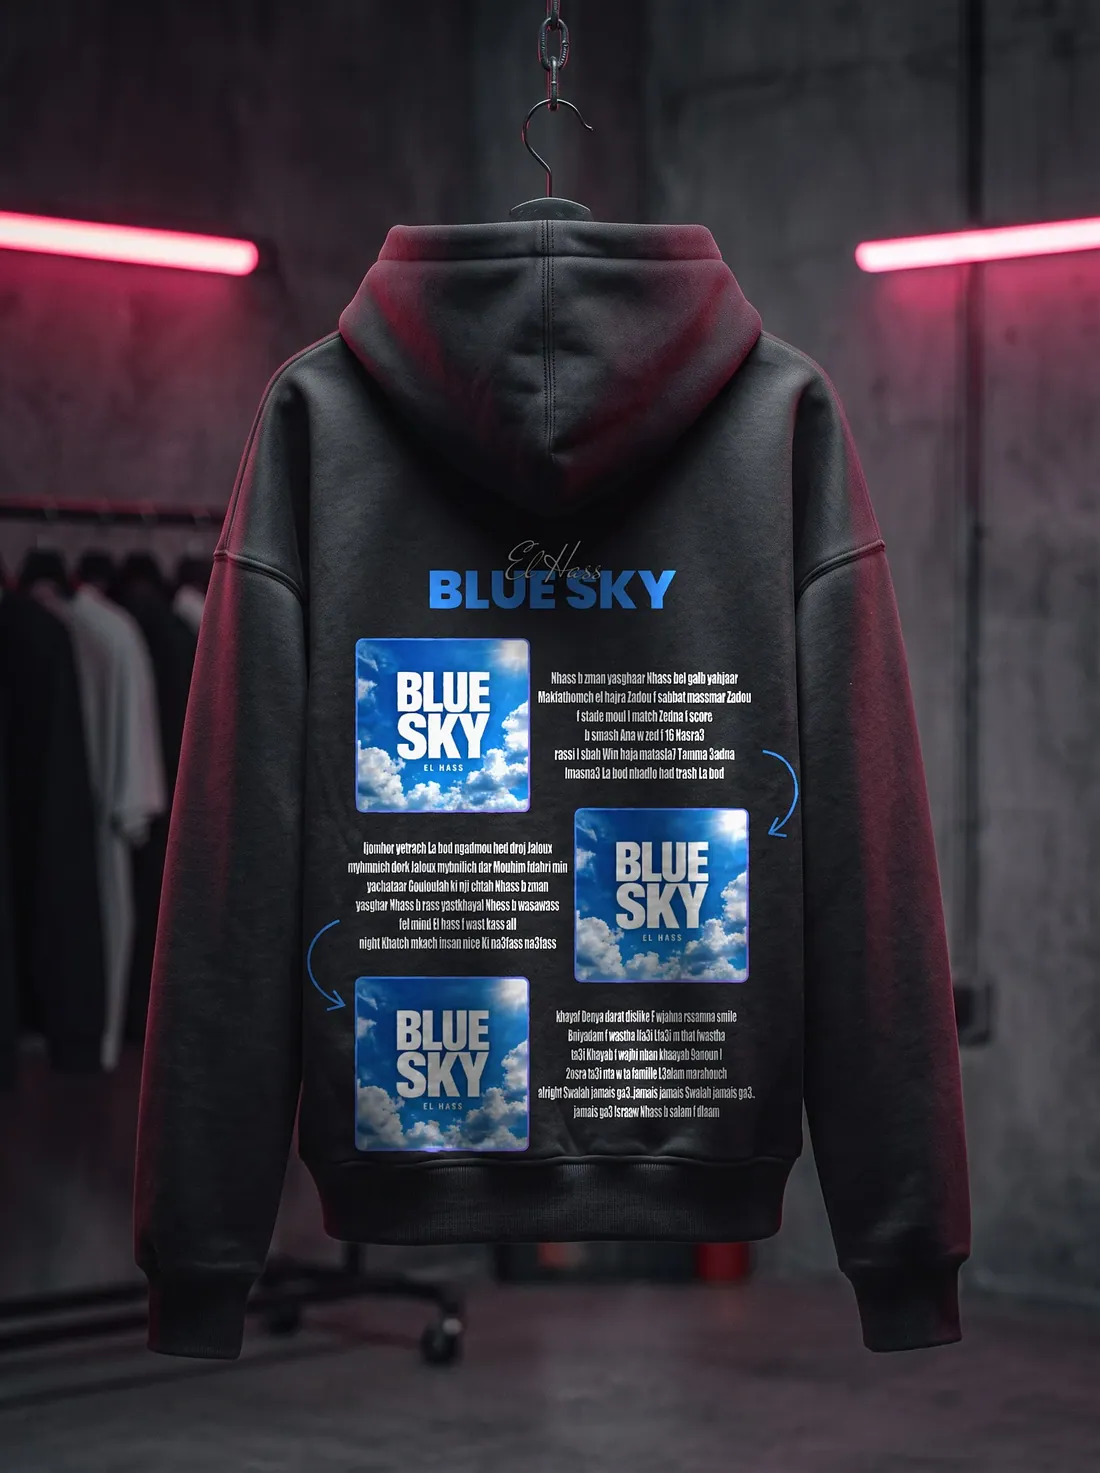 El Hass
BLUE SKY
BLUE
SKY
EL HASS
Nhass b zman yasghaar Nhass bel galb yahjaar
Makfathomch el hajra Zadou f sabbat massmar Zadou
f stade moul l match Zedna f score
b smash Ana w zed f 16 Nasra3
rassi l sbah Win haja matasla7 Tamma 3adna
lmasna3 La bod nbadlo had trash La bod
BLUE
SKY
EL HASS
ljomhor yetrach La bod ngadmou hed droj Jaloux
myhmnich dork Jaloux mybnilich dar Mouhim fdahri min
yachataar Gouloulah ki nji chtah Nhass b zman
yasghar Nhass b rass yastkhayal Nhess b wasawass
fel mind El hass f wast kass all
night Khatch mkach insan nice Ki na3fass na3fass
BLUE
SKY
EL HASS
khayaf Denya darat dislike F wjahna rssamna smile
Bniyadam f wastha lfa3i Lfa3i m that fwastha
ta3i Khayab f wajhi nban khaayab 9anoun l
2osra ta3i nta w ta famille L3alam marahouch
alright Swalah jamais ga3..jamais jamais Swalah jamais ga3..
jamais ga3 Israaw Nhass b salam f dlaam